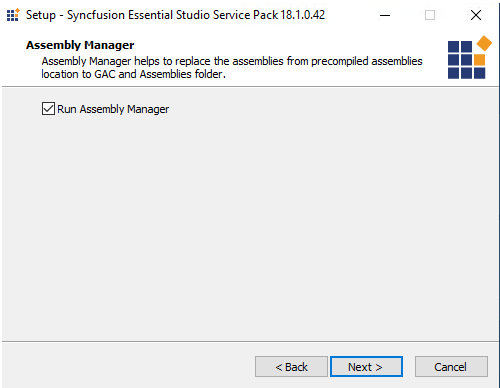 Setup - Syncfusion Essential Studio Service Pack 18.1.0.42
Assembly Manager
Assembly Manager helps to replace the assemblies from precompiled assemblies
location to GAC and Assemblies folder.
Run Assembly Manager
< Back
Next >
Cancel